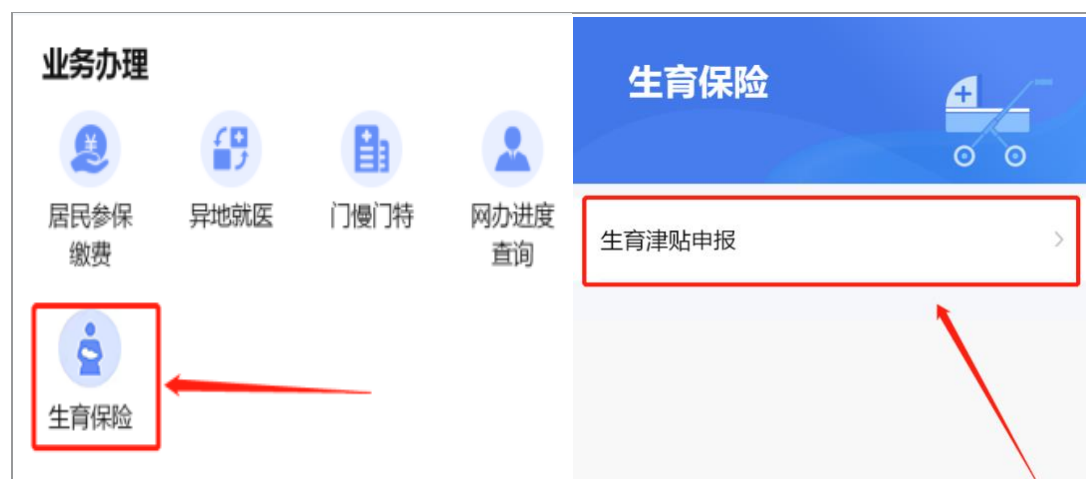 业务办理
居民参保
缴费
异地就医
门慢门特
网办进度
查询
生育保险
生育保险
生育津贴申报